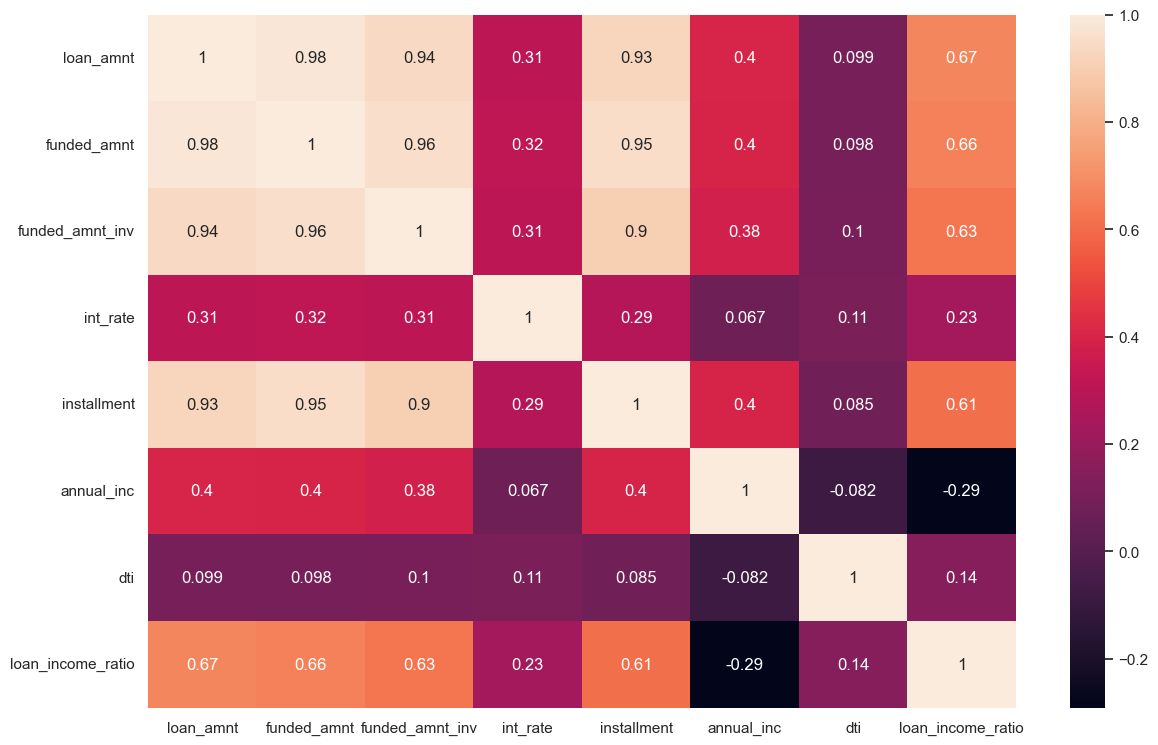 loan_amnt 1 0.98 0.94 0.31 0.93 0.4 0.099 0.67
funded_amnt 0.98 1 0.96 0.32 0.95 0.4 0.098 0.66
funded_amnt_inv 0.94 0.96 1 0.31 0.9 0.38 0.1 0.63
int_rate 0.31 0.32 0.31 1 0.29 0.067 0.11 0.23
installment 0.93 0.95 0.9 0.29 1 0.4 0.085 0.61
annual_inc 0.4 0.4 0.38 0.067 0.4 1 -0.082 -0.29
dti 0.099 0.098 0.1 0.11 0.085 -0.082 1 0.14
loan_income_ratio 0.67 0.66 0.63 0.23 0.61 -0.29 0.14 1
loan_amnt funded_amnt funded_amnt_inv int_rate installment annual_inc dti loan_income_ratio
1.0
0.8
0.6
0.4
0.2
0.0
−0.2